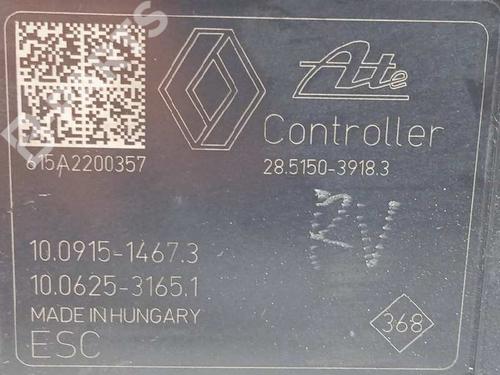 Ate
Controller
615A2200357
28.5150-3918.3
RV
10.0915-1467.3
10.0625-3165.1
MADE IN HUNGARY
ESC
368